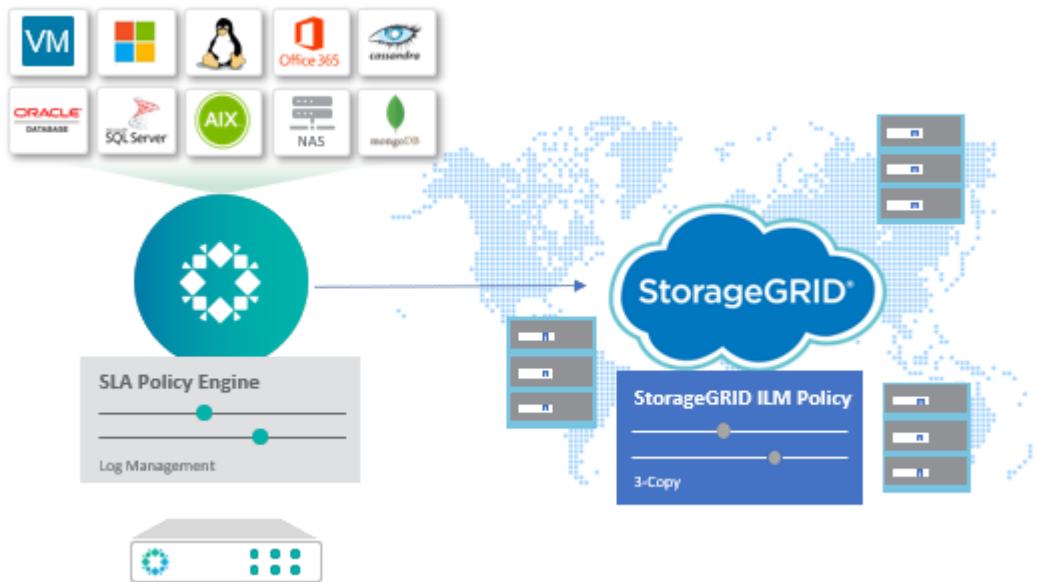 VM
Office 365
cassandra
ORACLE
DATABASE
SQL Server
AIX
NAS
mongoDB
StorageGRID®
SLA Policy Engine
Log Management
StorageGRID ILM Policy
3-Copy